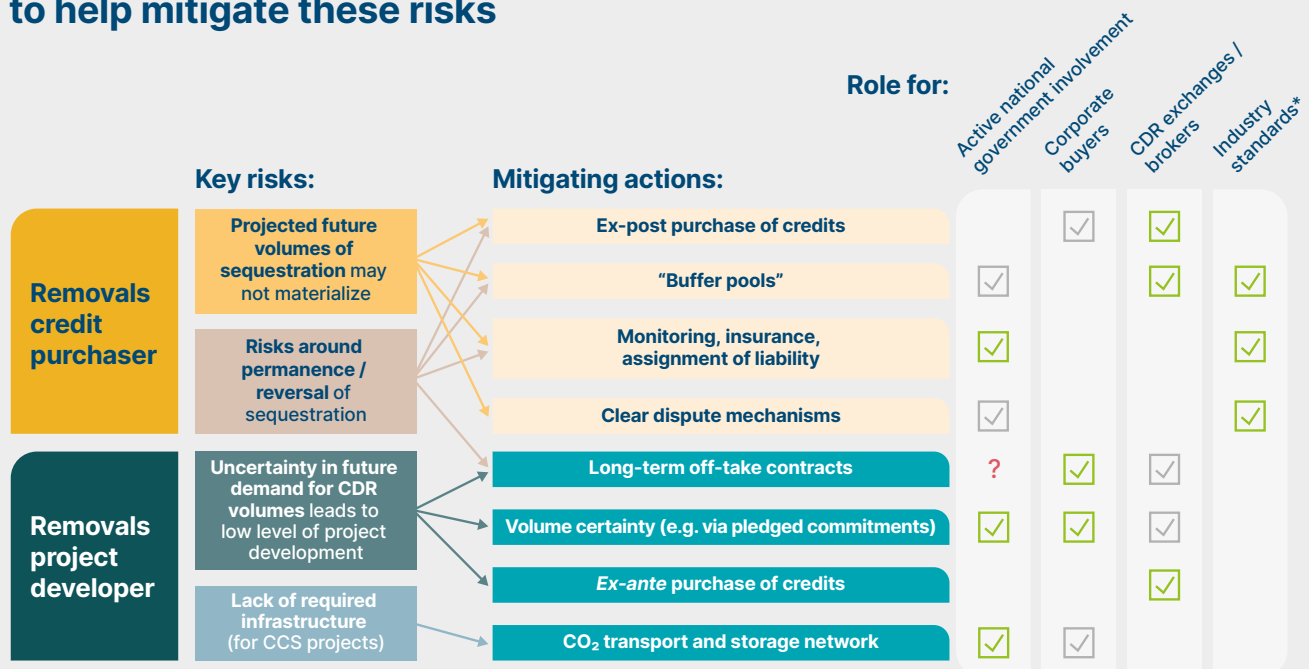 to help mitigate these risks
Role for:
Active national
government involvement
Corporate
buyers
CDR exchanges /
brokers
Industry
standards*
Key risks:
Mitigating actions:
Removals
credit
purchaser
Projected future
volumes of
sequestration may
not materialize
Risks around
permanence /
reversal of
sequestration
Ex-post purchase of credits
“Buffer pools”
Monitoring, insurance,
assignment of liability
Clear dispute mechanisms
Removals
project
developer
Uncertainty in future
demand for CDR
volumes leads to
low level of project
development
Lack of required
infrastructure
(for CCS projects)
Long-term off-take contracts
?
Volume certainty (e.g. via pledged commitments)
Ex-ante purchase of credits
CO₂ transport and storage network